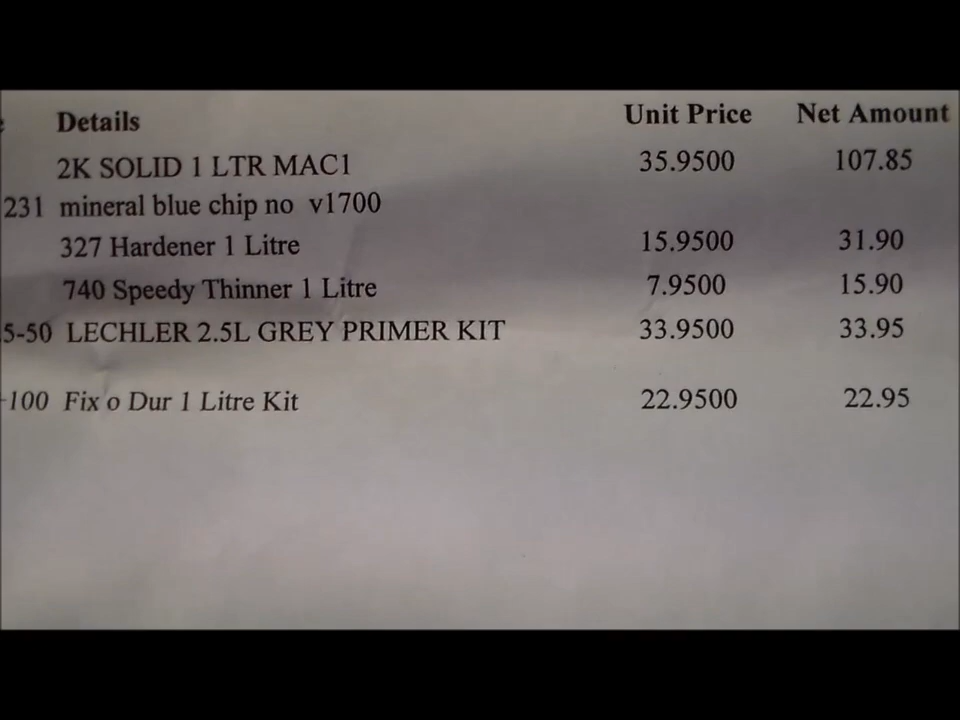 Details Unit Price Net Amount
2K SOLID 1 LTR MAC1 35.9500 107.85
231 mineral blue chip no v1700
327 Hardener 1 Litre 15.9500 31.90
740 Speedy Thinner 1 Litre 7.9500 15.90
5-50 LECHLER 2.5L GREY PRIMER KIT 33.9500 33.95
-100 Fix o Dur 1 Litre Kit 22.9500 22.95